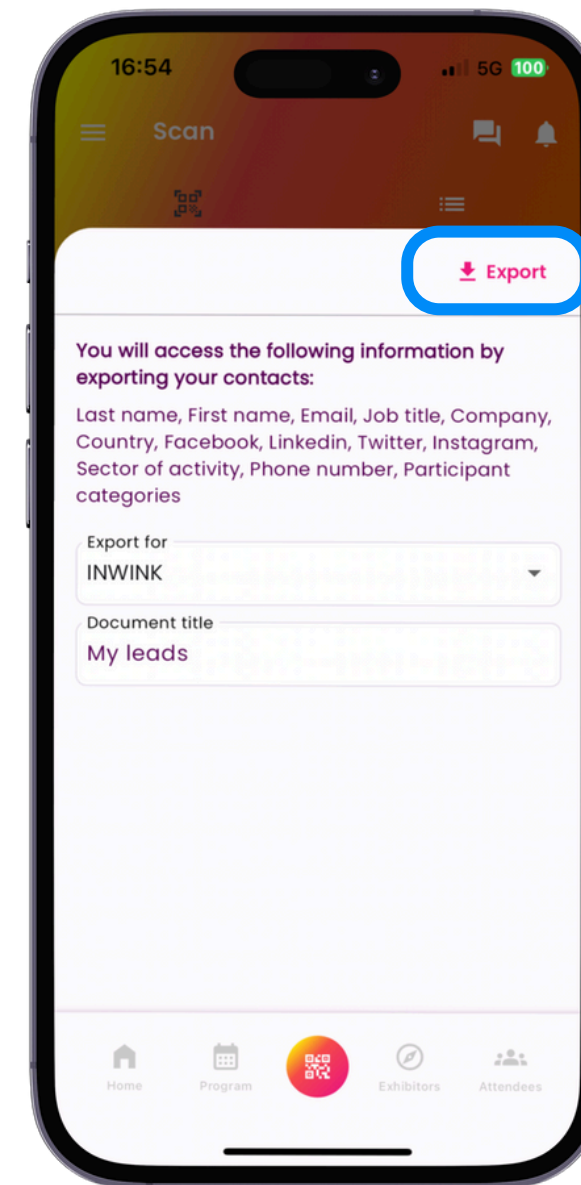 16:54
5G 100
Scan
Export
You will access the following information by
exporting your contacts:
Last name, First name, Email, Job title, Company,
Country, Facebook, Linkedin, Twitter, Instagram,
Sector of activity, Phone number, Participant
categories
Export for
INWINK
Document title
My leads
Home Program Exhibitors Attendees